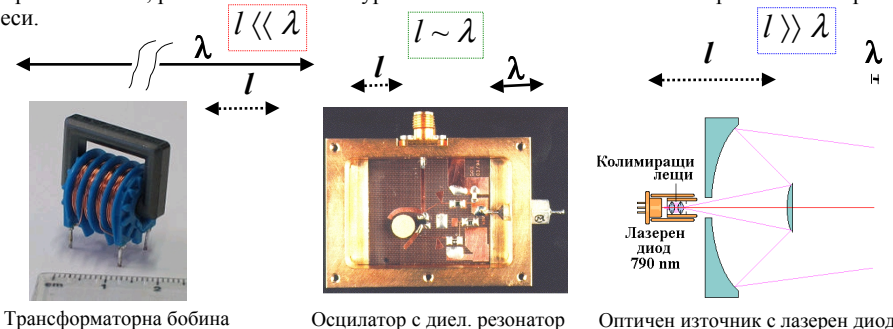 еси.
l << λ
l ~ λ
l >> λ
λ
l
l
λ
l
λ
Колимиращи
лещи
Лазерен
диод
790 nm
Трансформаторна бобина
Осцилатор с диел. резонатор
Оптичен източник с лазерен диод